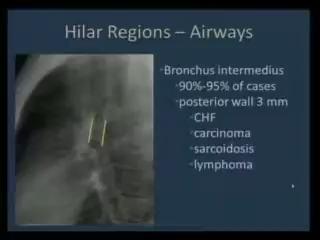 Hilar Regions – Airways
Bronchus intermedius
90%-95% of cases
posterior wall 3 mm
CHF
carcinoma
sarcoidosis
lymphoma